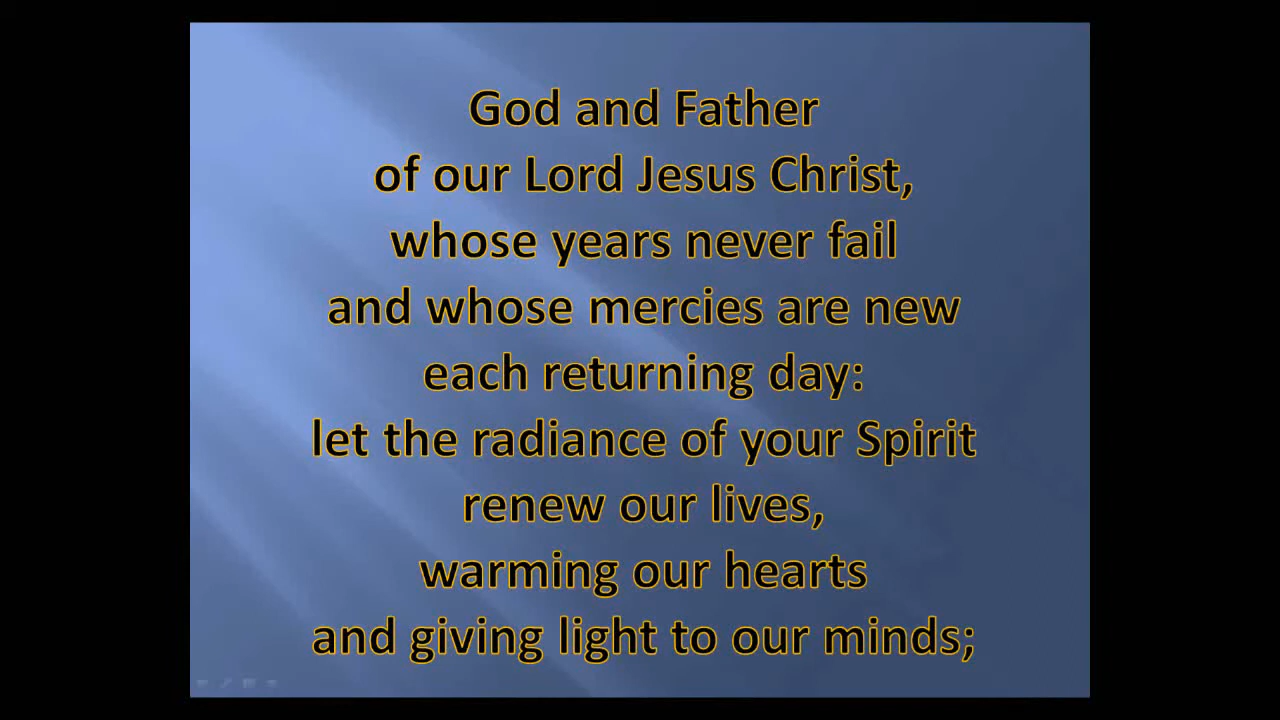 God and Father
of our Lord Jesus Christ,
whose years never fail
and whose mercies are new
each returning day:
let the radiance of your Spirit
renew our lives,
warming our hearts
and giving light to our minds;